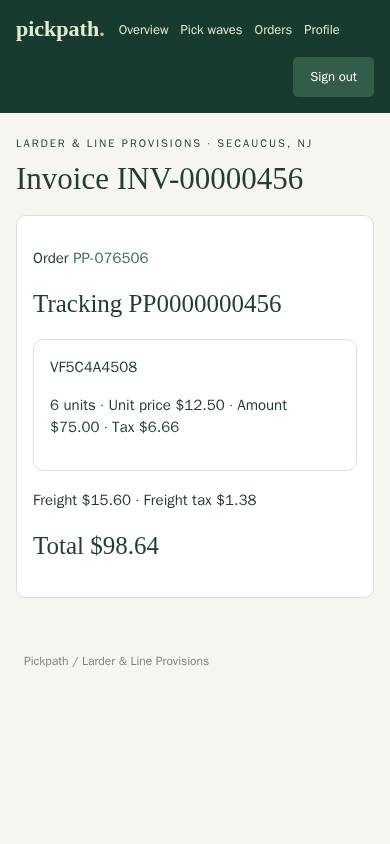 pickpath. Overview Pick waves Orders Profile
Sign out
LARDER & LINE PROVISIONS · SECAUCUS, NJ
Invoice INV-00000456
Order PP-076506
Tracking PP0000000456
VF5C4A4508
6 units · Unit price $12.50 · Amount
$75.00 · Tax $6.66
Freight $15.60 · Freight tax $1.38
Total $98.64
Pickpath / Larder & Line Provisions